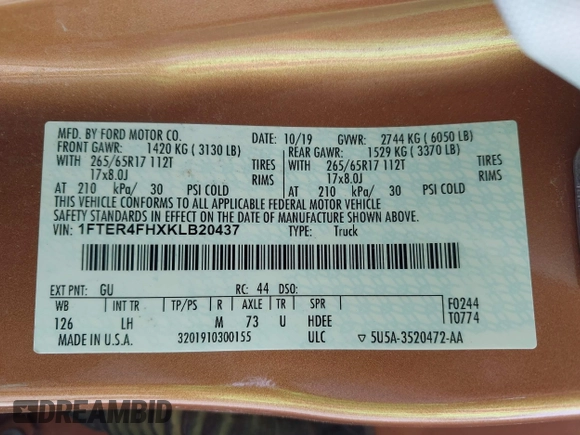 MFD. BY FORD MOTOR CO. DATE: 10/19 GVWR: 2744 KG ( 6050 LB)
FRONT GAWR: 1420 KG ( 3130 LB) REAR GAWR: 1529 KG ( 3370 LB)
WITH 265/65R17 112T TIRES WITH 265/65R17 112T TIRES
17x8.0J RIMS 17x8.0J RIMS
AT 210 kPa/ 30 PSI COLD AT 210 kPa/ 30 PSI COLD
THIS VEHICLE CONFORMS TO ALL APPLICABLE FEDERAL MOTOR VEHICLE
SAFETY STANDARDS IN EFFECT ON THE DATE OF MANUFACTURE SHOWN ABOVE.
VIN: 1FTER4FHXKLB20437 TYPE: Truck
EXT PNT: GU RC: 44 DSO:
WB INT TR TP/PS R AXLE TR SPR F0244
126 LH M 73 U HDEE T0774
MADE IN U.S.A. 3201910300155 ULC ▽ 5U5A-3520472-AA
DREAMBID